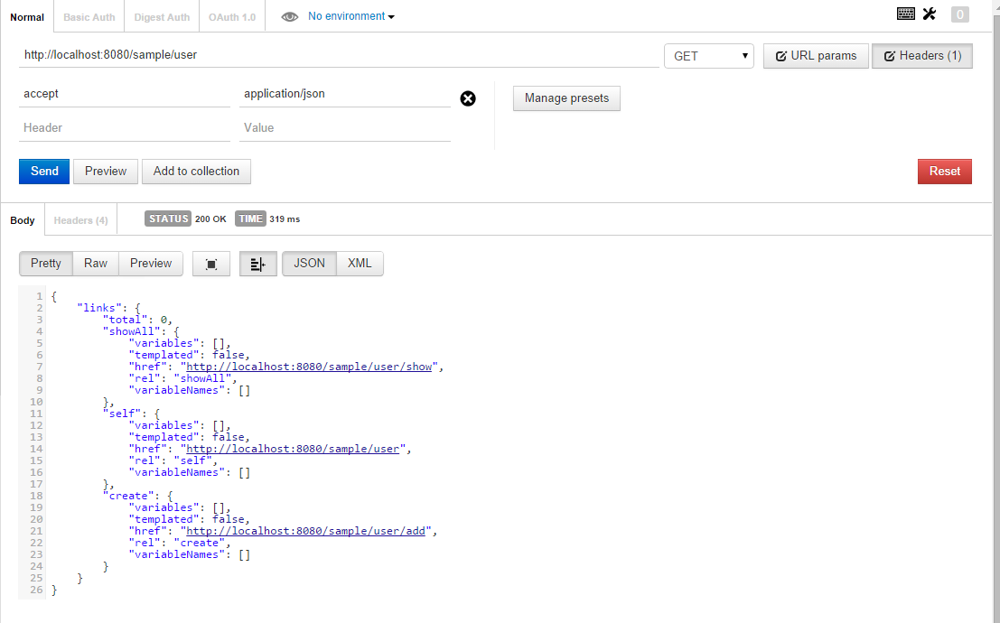 Normal Basic Auth Digest Auth OAuth 1.0 No environment 0
http://localhost:8080/sample/user GET URL params Headers (1)
accept application/json Manage presets
Header Value
Send Preview Add to collection Reset
Body Headers (4) STATUS 200 OK TIME 319 ms
Pretty Raw Preview JSON XML
1 {
2     "links": {
3         "total": 0,
4         "showAll": {
5             "variables": [],
6             "templated": false,
7             "href": "http://localhost:8080/sample/user/show",
8             "rel": "showAll",
9             "variableNames": []
10         },
11         "self": {
12             "variables": [],
13             "templated": false,
14             "href": "http://localhost:8080/sample/user",
15             "rel": "self",
16             "variableNames": []
17         },
18         "create": {
19             "variables": [],
20             "templated": false,
21             "href": "http://localhost:8080/sample/user/add",
22             "rel": "create",
23             "variableNames": []
24         }
25     }
26 }